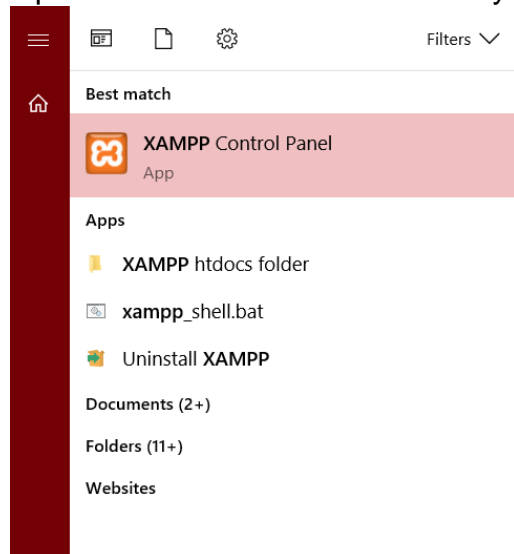 Filters
Best match
XAMPP Control Panel
App
Apps
XAMPP htdocs folder
xampp_shell.bat
Uninstall XAMPP
Documents (2+)
Folders (11+)
Websites